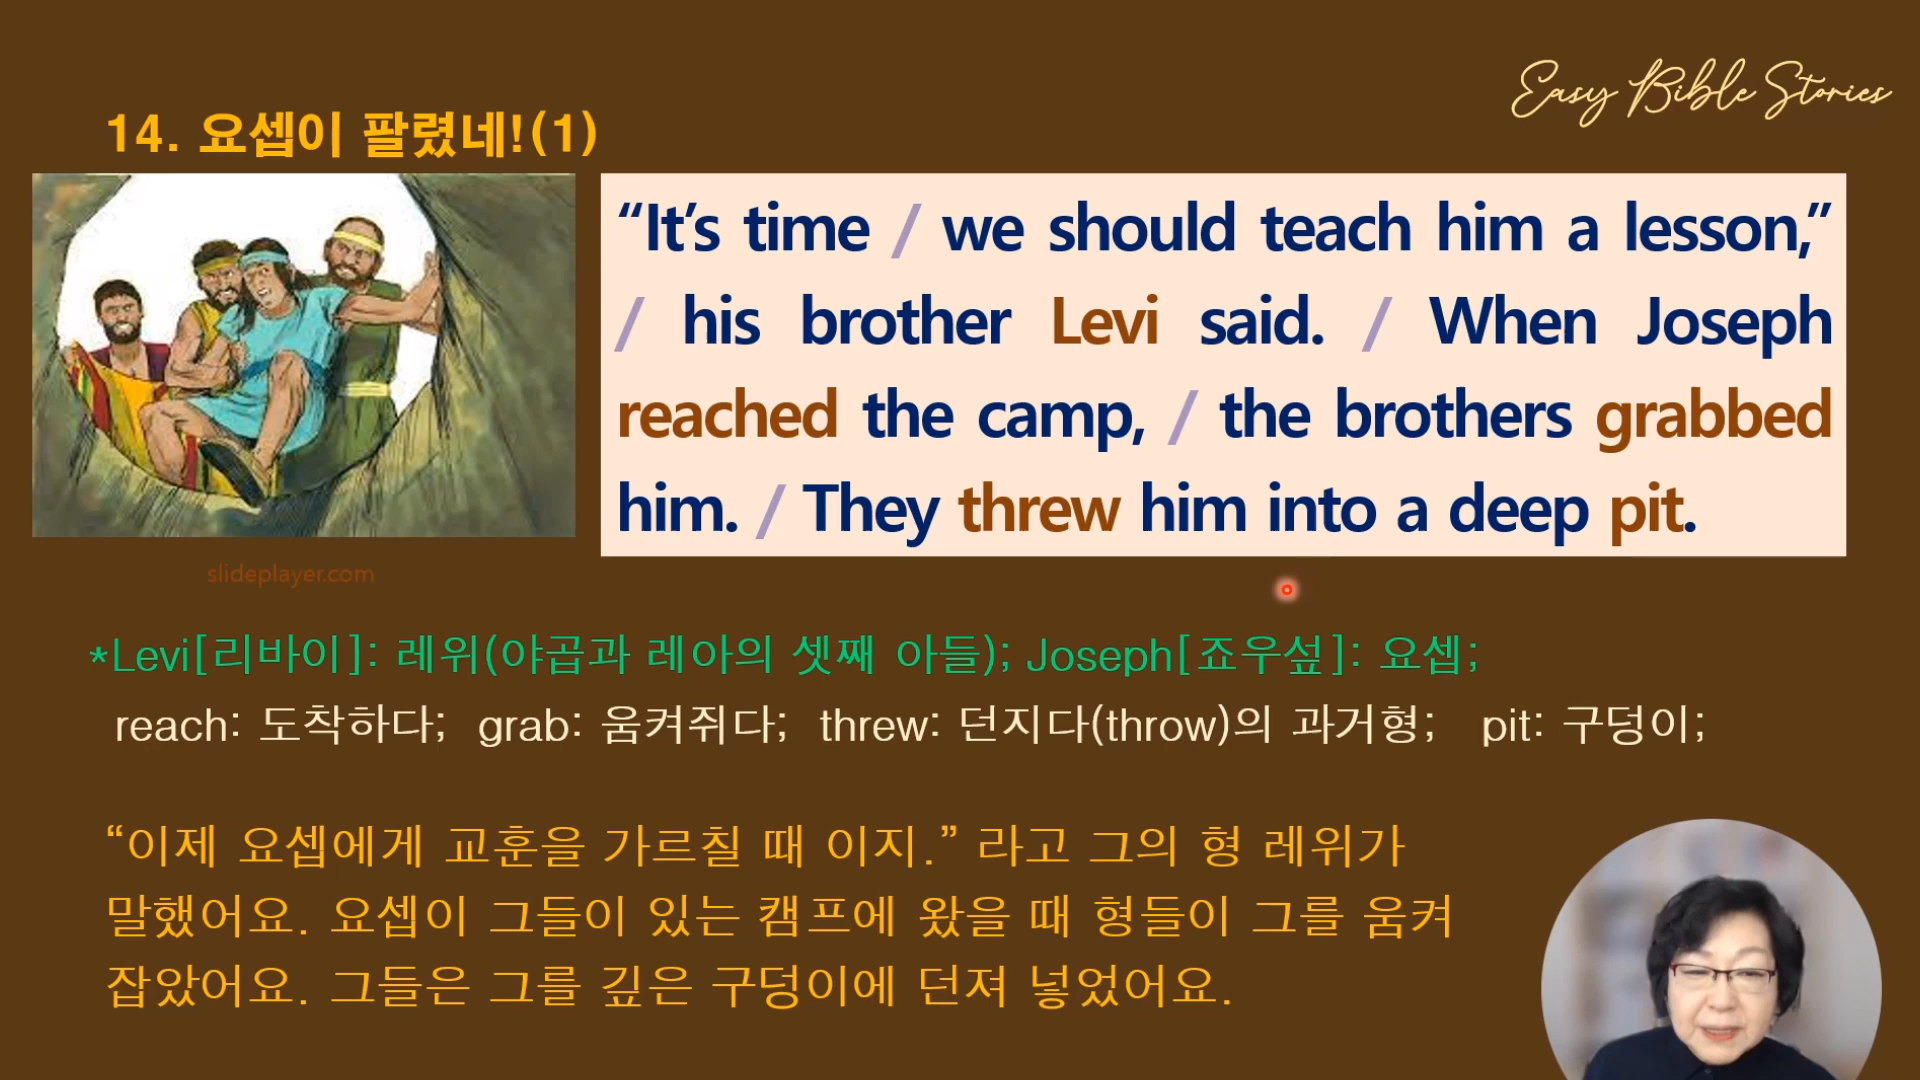 Easy Bible Stories
14. 요셉이 팔렸네!(1)
“It’s time / we should teach him a lesson,”
/ his brother Levi said. / When Joseph
reached the camp, / the brothers grabbed
him. / They threw him into a deep pit.
slideplayer.com
*Levi[리바이]: 레위(야곱과 레아의 셋째 아들); Joseph[죠우섶]: 요셉;
reach: 도착하다; grab: 움켜쥐다; threw: 던지다(throw)의 과거형; pit: 구덩이;
“이제 요셉에게 교훈을 가르칠 때 이지.” 라고 그의 형 레위가
말했어요. 요셉이 그들이 있는 캠프에 왔을 때 형들이 그를 움켜
잡았어요. 그들은 그를 깊은 구덩이에 던져 넣었어요.